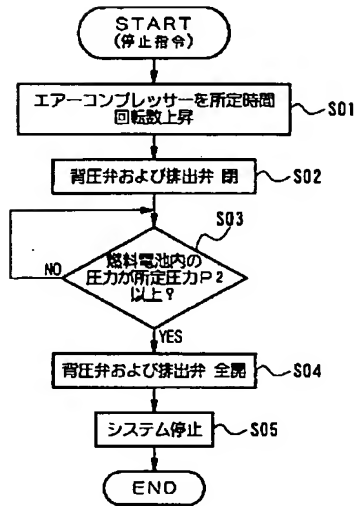 START
(停止指令)
エアーコンプレッサーを所定時間
回転数上昇
S01
背圧弁および排出弁 閉
S02
S03
燃料電池内の
圧力が所定圧力P2
以上?
NO
YES
背圧弁および排出弁 全開
S04
システム停止
S05
END